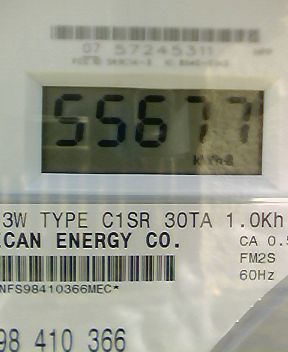 07 57245311
55677
kWh
3W TYPE C1SR 30TA 1.0Kh
ICAN ENERGY CO.
CA 0.5
FM2S
60Hz
NFS98410366MEC*
98 410 366